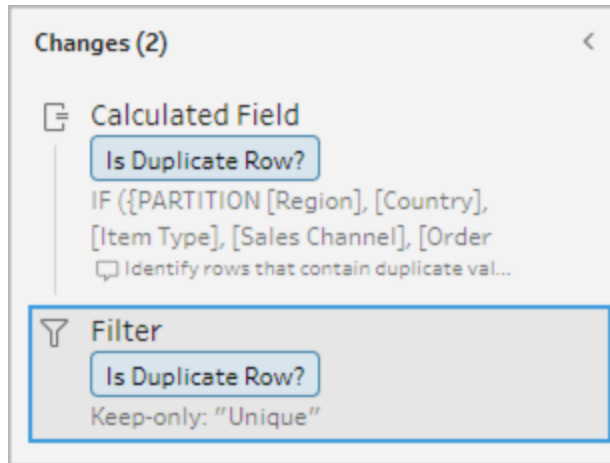 Changes (2)
Calculated Field
Is Duplicate Row?
IF ({PARTITION [Region], [Country],
[Item Type], [Sales Channel], [Order
Identify rows that contain duplicate val...
Filter
Is Duplicate Row?
Keep-only: "Unique"